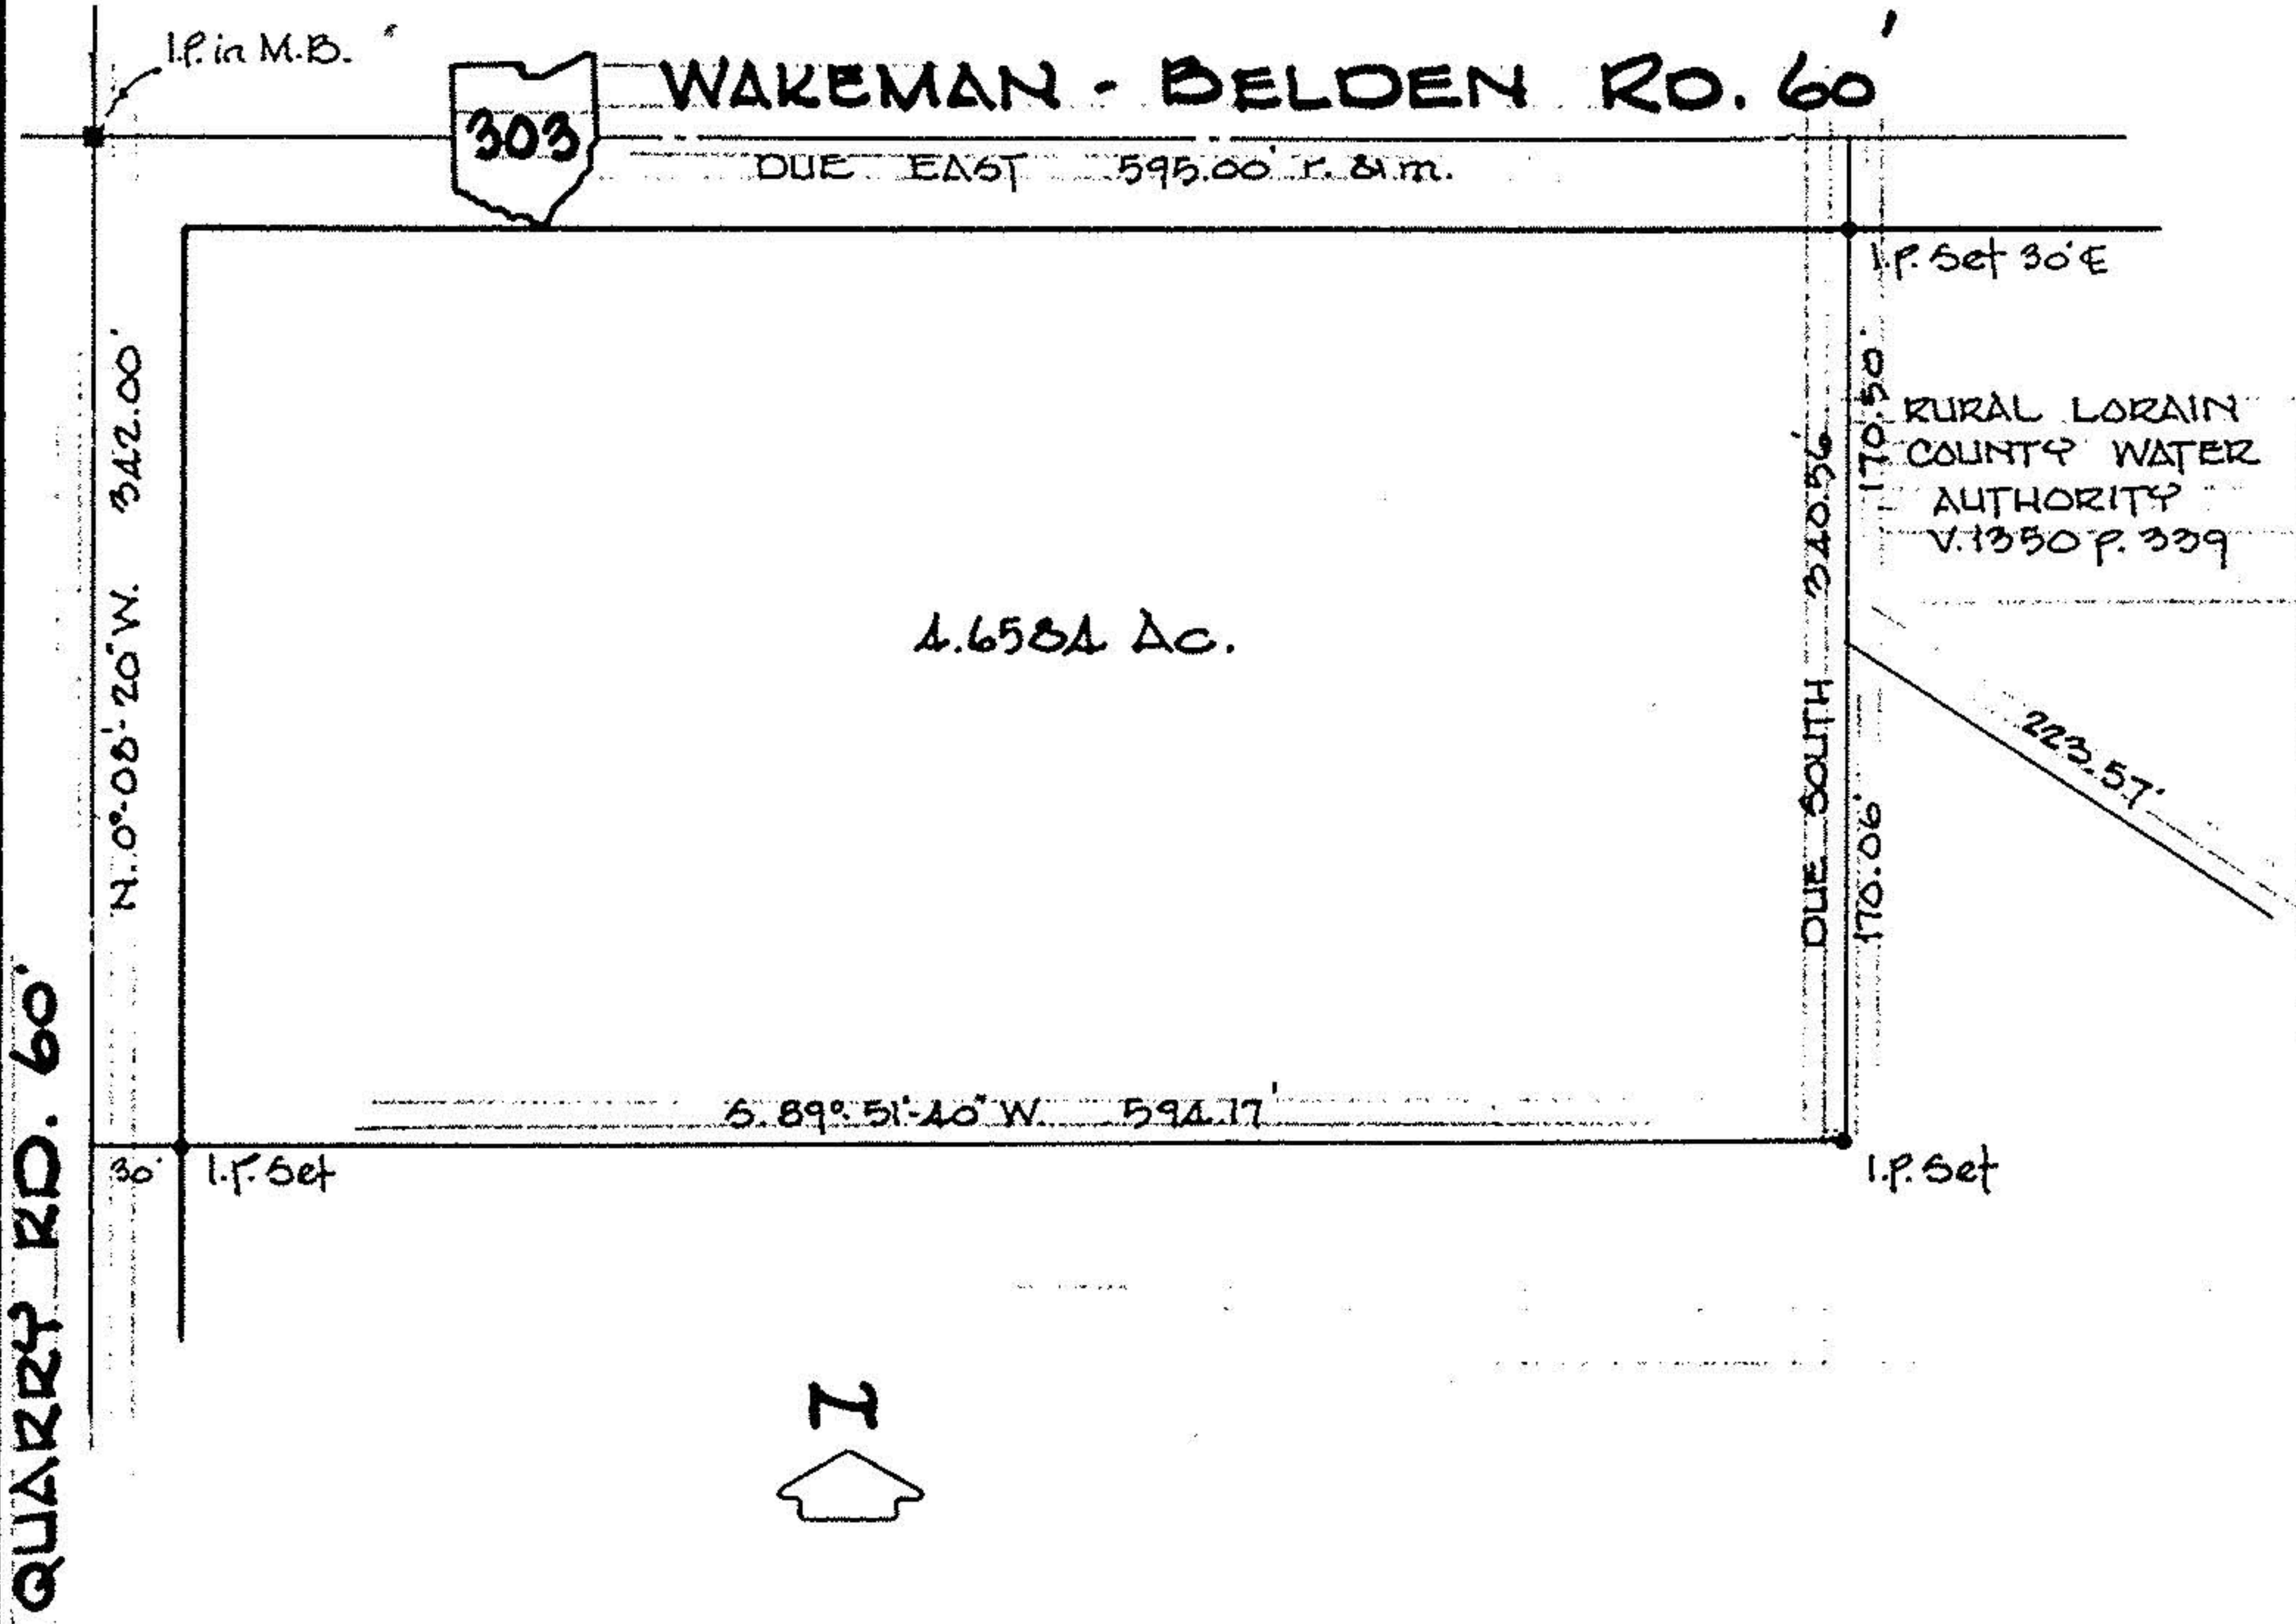 I.P. in M.B.
303
WAKEMAN - BELDEN RD. 60'
DUE EAST 595.00' r. & m.
I.P. Set 30' ℄
N. 0°-08'-20" W. 342.00'
4.6584 Ac.
DUE SOUTH 340.56'
170.50'
RURAL LORAIN
COUNTY WATER
AUTHORITY
V. 1350 P. 339
223.57'
170.06'
S. 89°-51'-40" W. 594.17'
30'
I.P. Set
I.P. Set
QUARRY RD. 60'
N